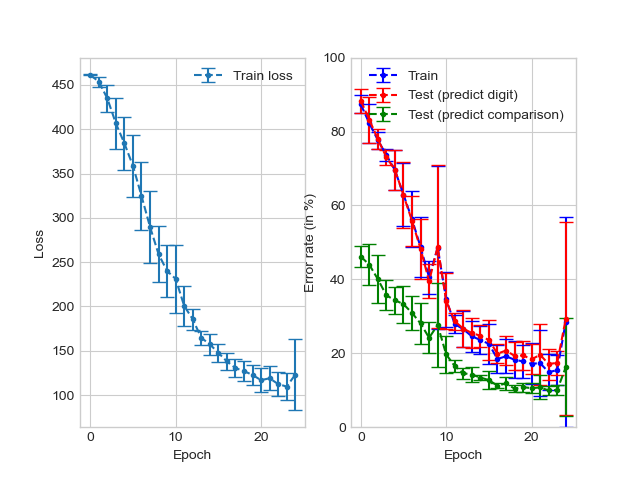 Train loss
450
400
350
300
250
200
150
100
0
10
20
Loss
Epoch
Train
Test (predict digit)
Test (predict comparison)
100
80
60
40
20
0
0
10
20
Error rate (in %)
Epoch